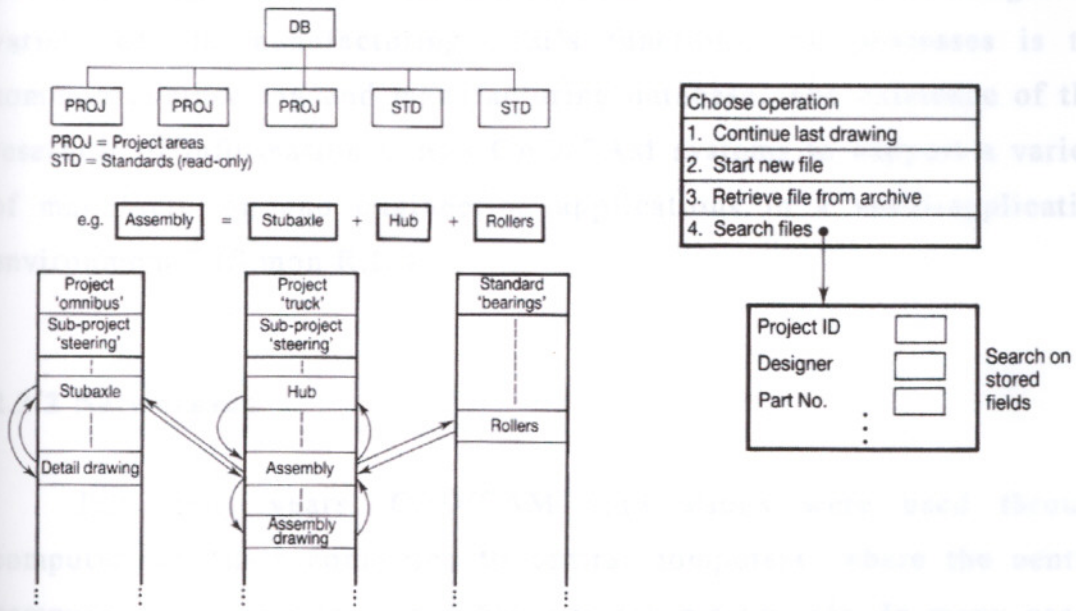 DB
PROJ PROJ PROJ STD STD
PROJ = Project areas
STD = Standards (read-only)
e.g. Assembly = Stubaxle + Hub + Rollers
Project
'omnibus'
Sub-project
'steering'
Stubaxle
Detail drawing
Project
'truck'
Sub-project
'steering'
Hub
Assembly
Assembly
drawing
Standard
'bearings'
Rollers
Choose operation
1. Continue last drawing
2. Start new file
3. Retrieve file from archive
4. Search files
Project ID
Designer
Part No.
Search on
stored
fields